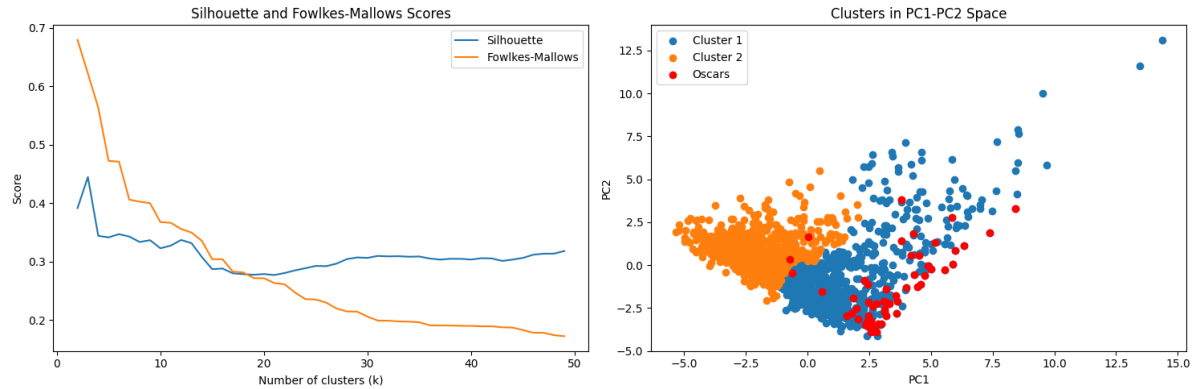 Silhouette and Fowlkes-Mallows Scores
0.7
0.6
0.5
0.4
0.3
0.2
Score
0
10
20
30
40
50
Number of clusters (k)
Silhouette
Fowlkes-Mallows
Clusters in PC1-PC2 Space
12.5
10.0
7.5
5.0
2.5
0.0
−2.5
−5.0
PC2
−5.0
−2.5
0.0
2.5
5.0
7.5
10.0
12.5
15.0
PC1
Cluster 1
Cluster 2
Oscars